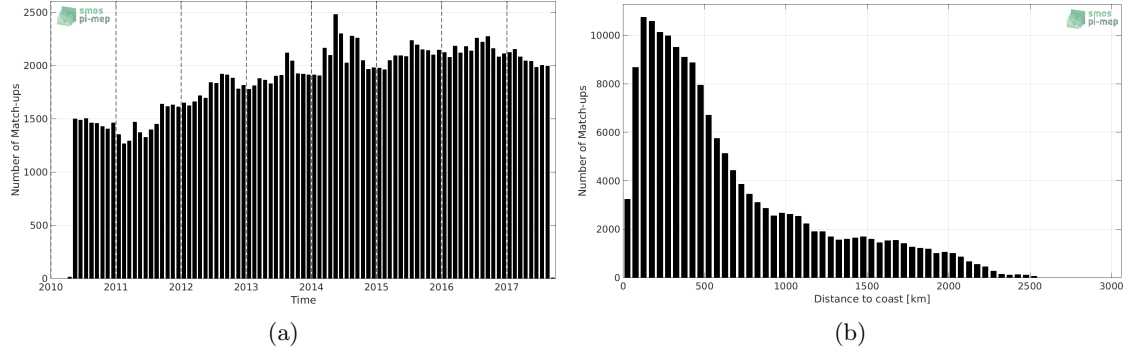 smos
pi-mep
Number of Match-ups
2500
2000
1500
1000
500
0
2010 2011 2012 2013 2014 2015 2016 2017
Time
(a)
smos
pi-mep
Number of Match-ups
10000
8000
6000
4000
2000
0
0 500 1000 1500 2000 2500 3000
Distance to coast [km]
(b)